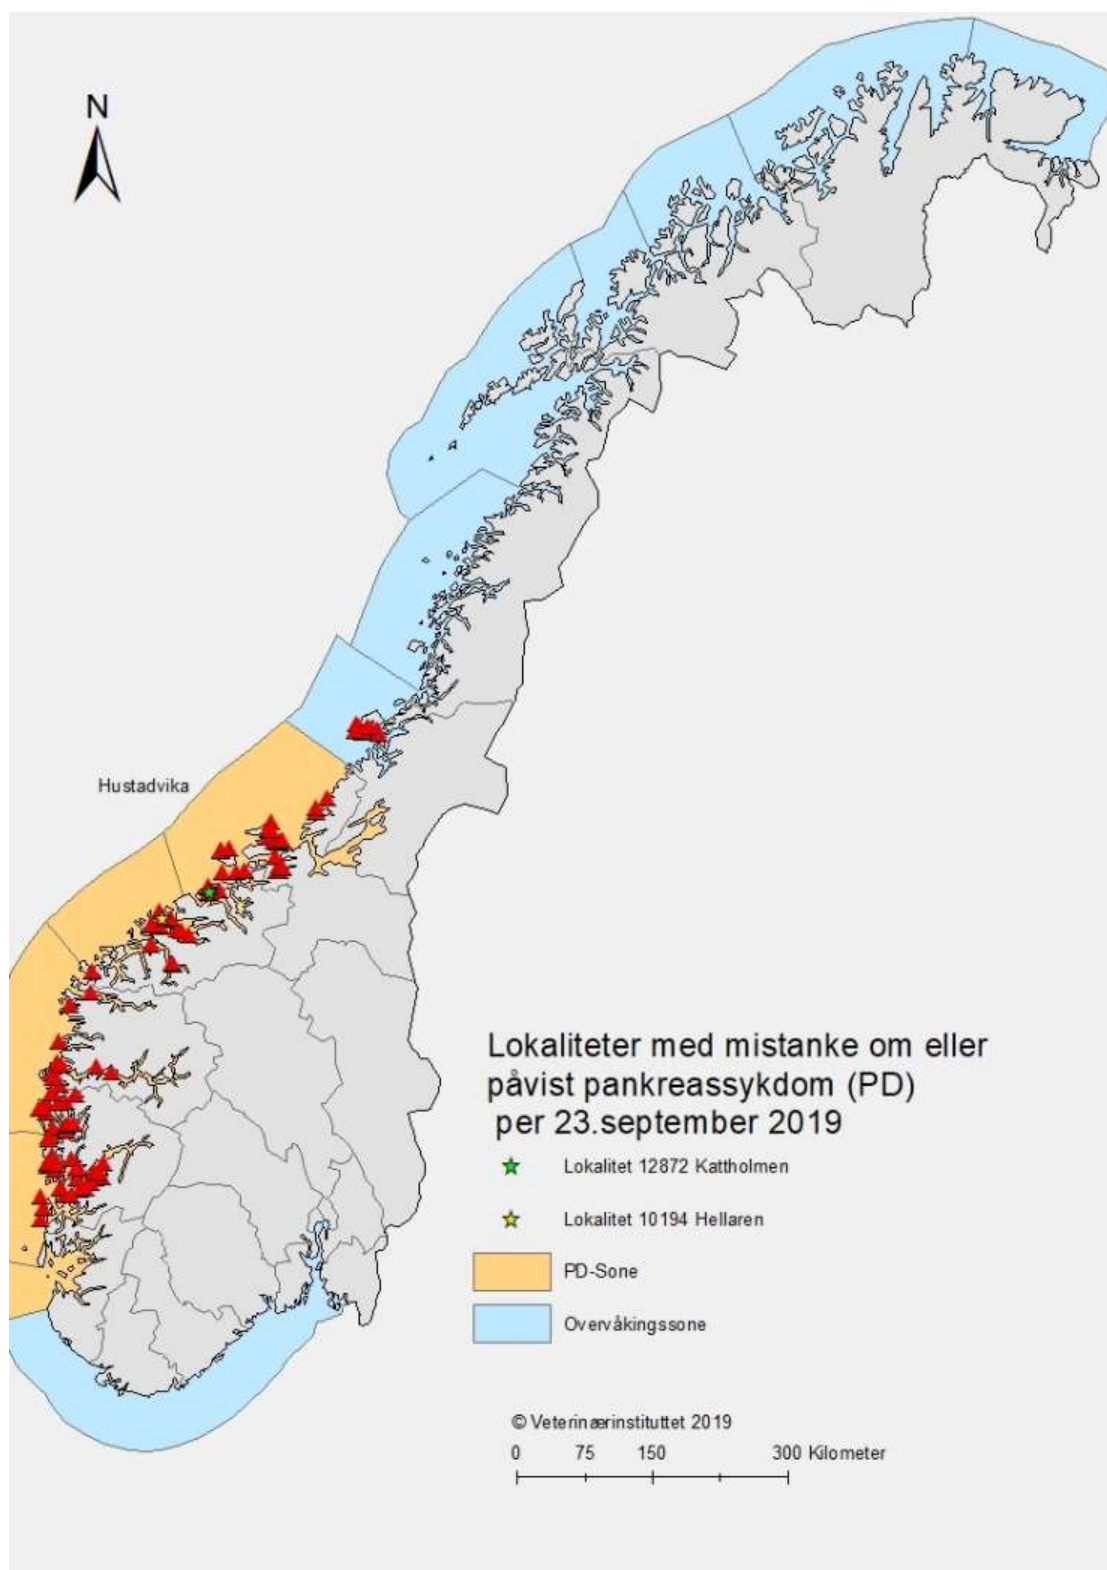 N
Hustadvika
Lokaliteter med mistanke om eller
påvist pankreassykdom (PD)
per 23.september 2019
Lokalitet 12872 Kattholmen
Lokalitet 10194 Hellaren
PD-Sone
Overvåkingssone
© Veterinærinstituttet 2019
0 75 150 300 Kilometer